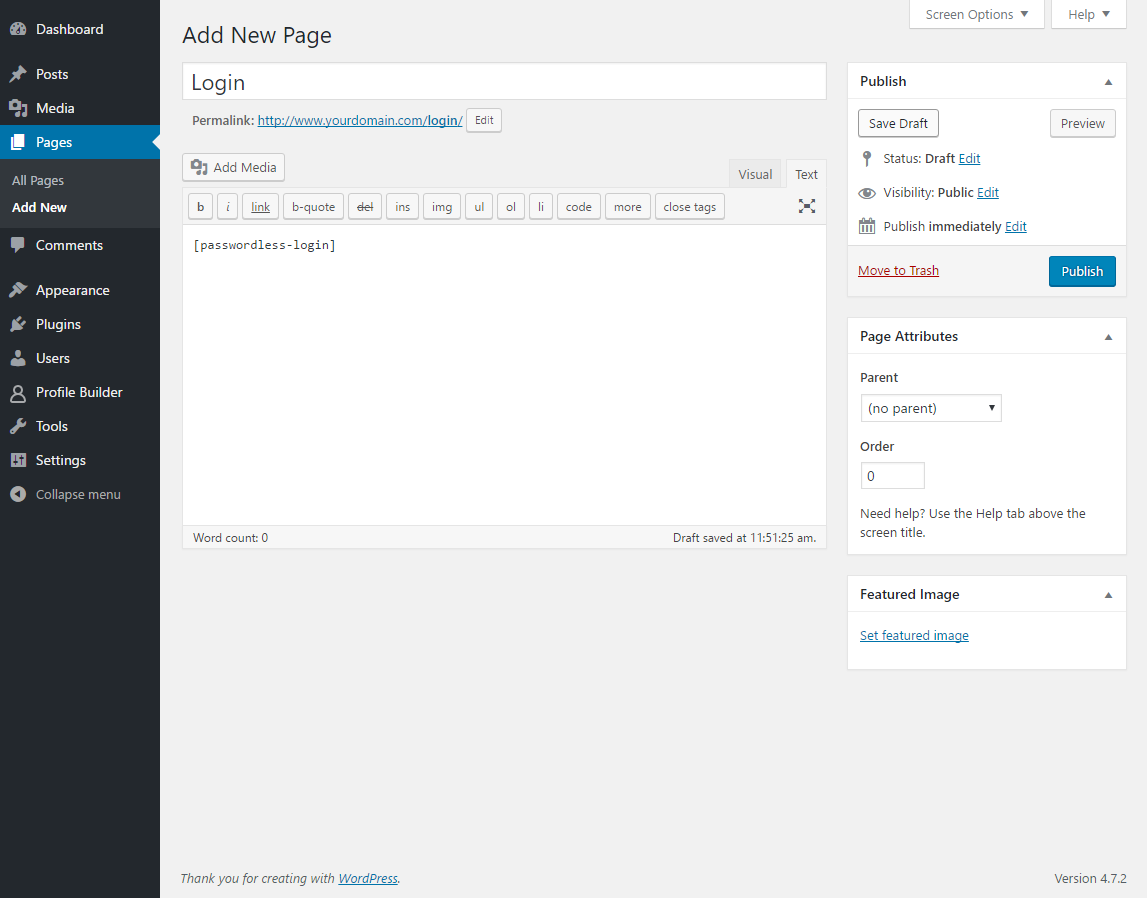 Dashboard
Posts
Media
Pages
All Pages
Add New
Comments
Appearance
Plugins
Users
Profile Builder
Tools
Settings
Collapse menu
Screen Options ▼
Help ▼
Add New Page
Login
Permalink: http://www.yourdomain.com/login/ Edit
Add Media
Visual Text
b i link b-quote del ins img ul ol li code more close tags
[passwordless-login]
Word count: 0 Draft saved at 11:51:25 am.
Publish
Save Draft Preview
Status: Draft Edit
Visibility: Public Edit
Publish immediately Edit
Move to Trash Publish
Page Attributes
Parent
(no parent)
Order
0
Need help? Use the Help tab above the
screen title.
Featured Image
Set featured image
Thank you for creating with WordPress. Version 4.7.2